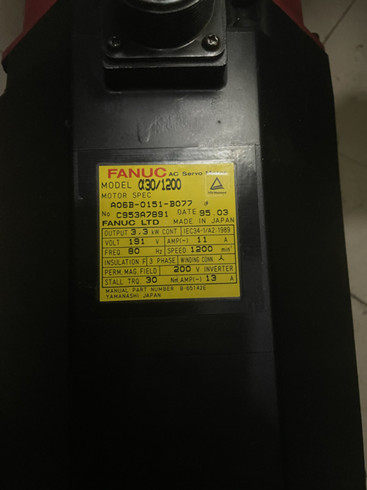 FANUC AC Servo Motor
MODEL α30/1200
MOTOR SPEC
A06B-0151-B077 #
No C953A7891 DATE 95.03
FANUC LTD MADE IN JAPAN
OUTPUT 3.3 kW CONT IEC34-1/A2.1989
VOLT 191 V AMP(~) 11 A
FREQ 80 Hz SPEED 1200 min⁻¹
INSULATION F 3 PHASE WINDING CONN. 人
PERM. MAG. FIELD 200 V INVERTER
STALL TRQ 30 Nm AMP(~) 13 A
MANUAL PART NUMBER B-65142E
YAMANASHI JAPAN